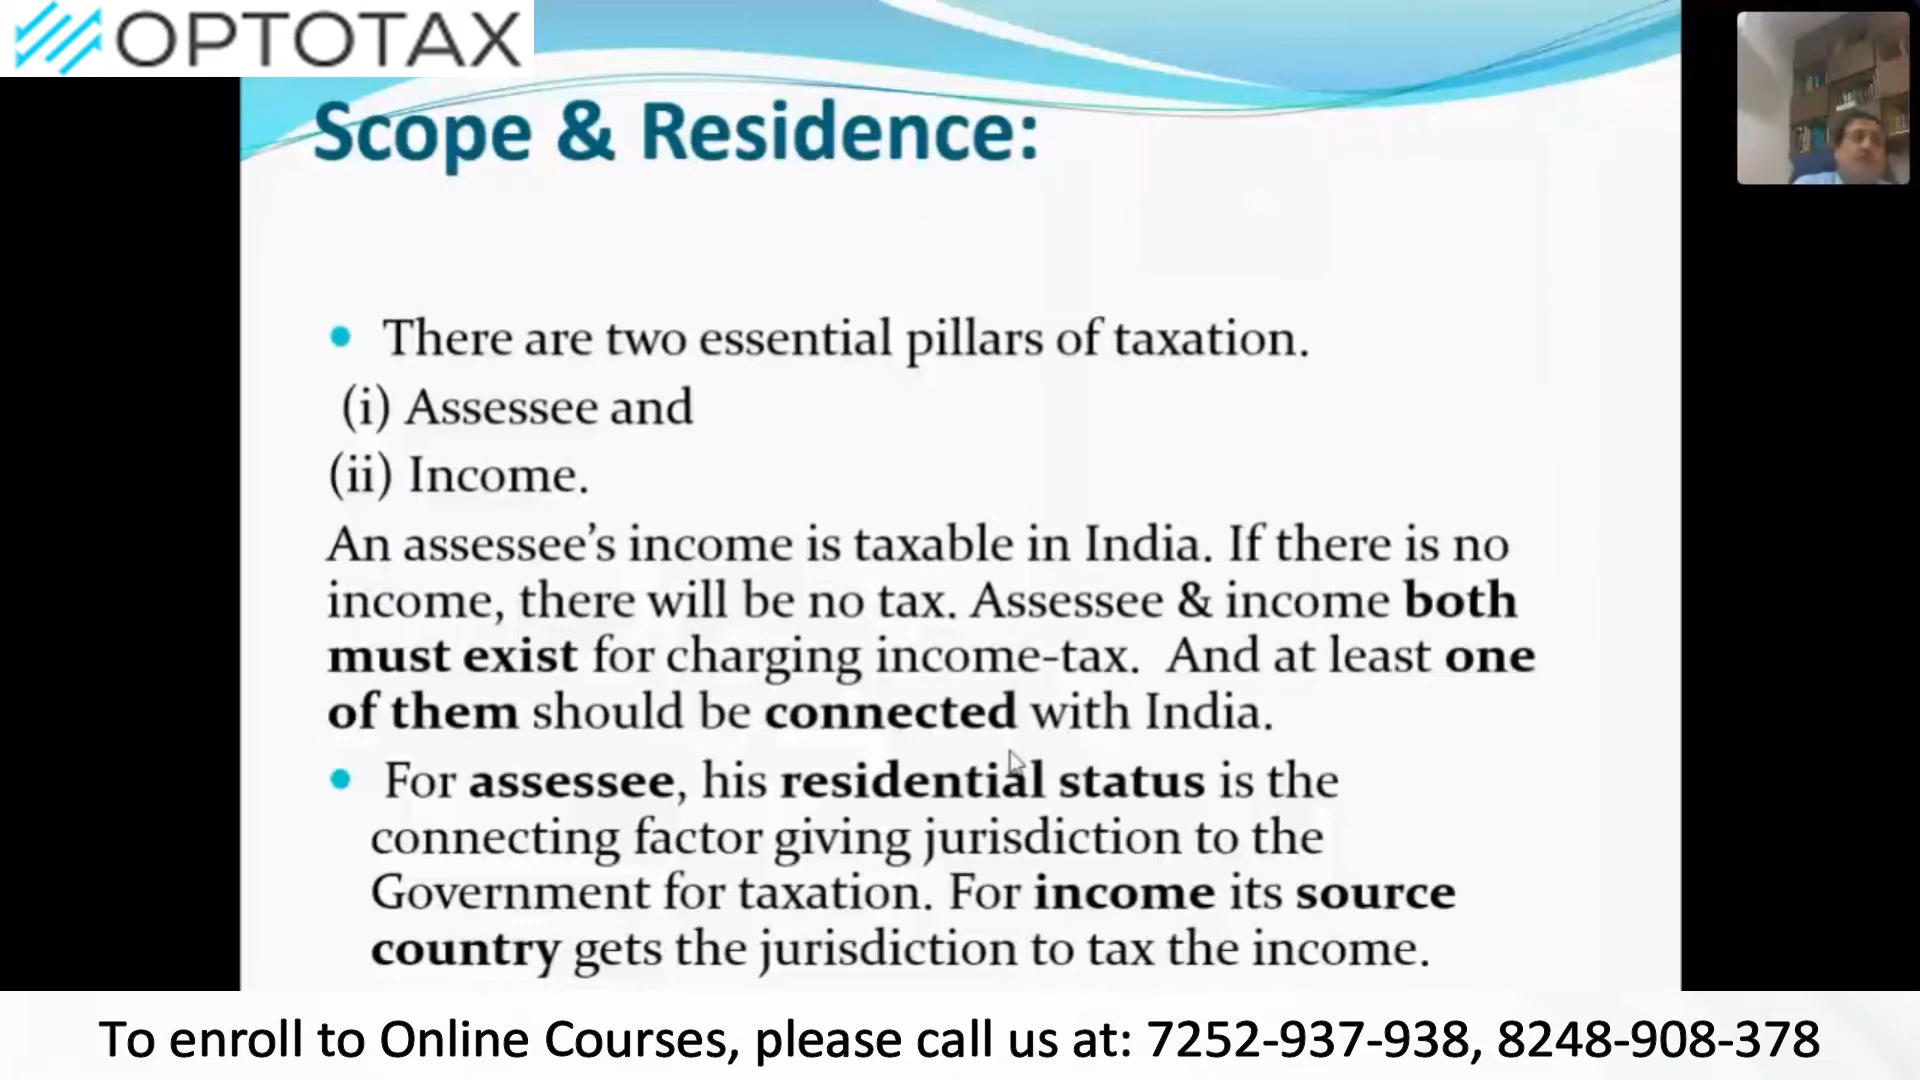 OPTOTAX
Scope & Residence:
• There are two essential pillars of taxation.
(i) Assessee and
(ii) Income.
An assessee’s income is taxable in India. If there is no
income, there will be no tax. Assessee & income both
must exist for charging income-tax.  And at least one
of them should be connected with India.
• For assessee, his residential status is the
connecting factor giving jurisdiction to the
Government for taxation. For income its source
country gets the jurisdiction to tax the income.
To enroll to Online Courses, please call us at: 7252-937-938, 8248-908-378